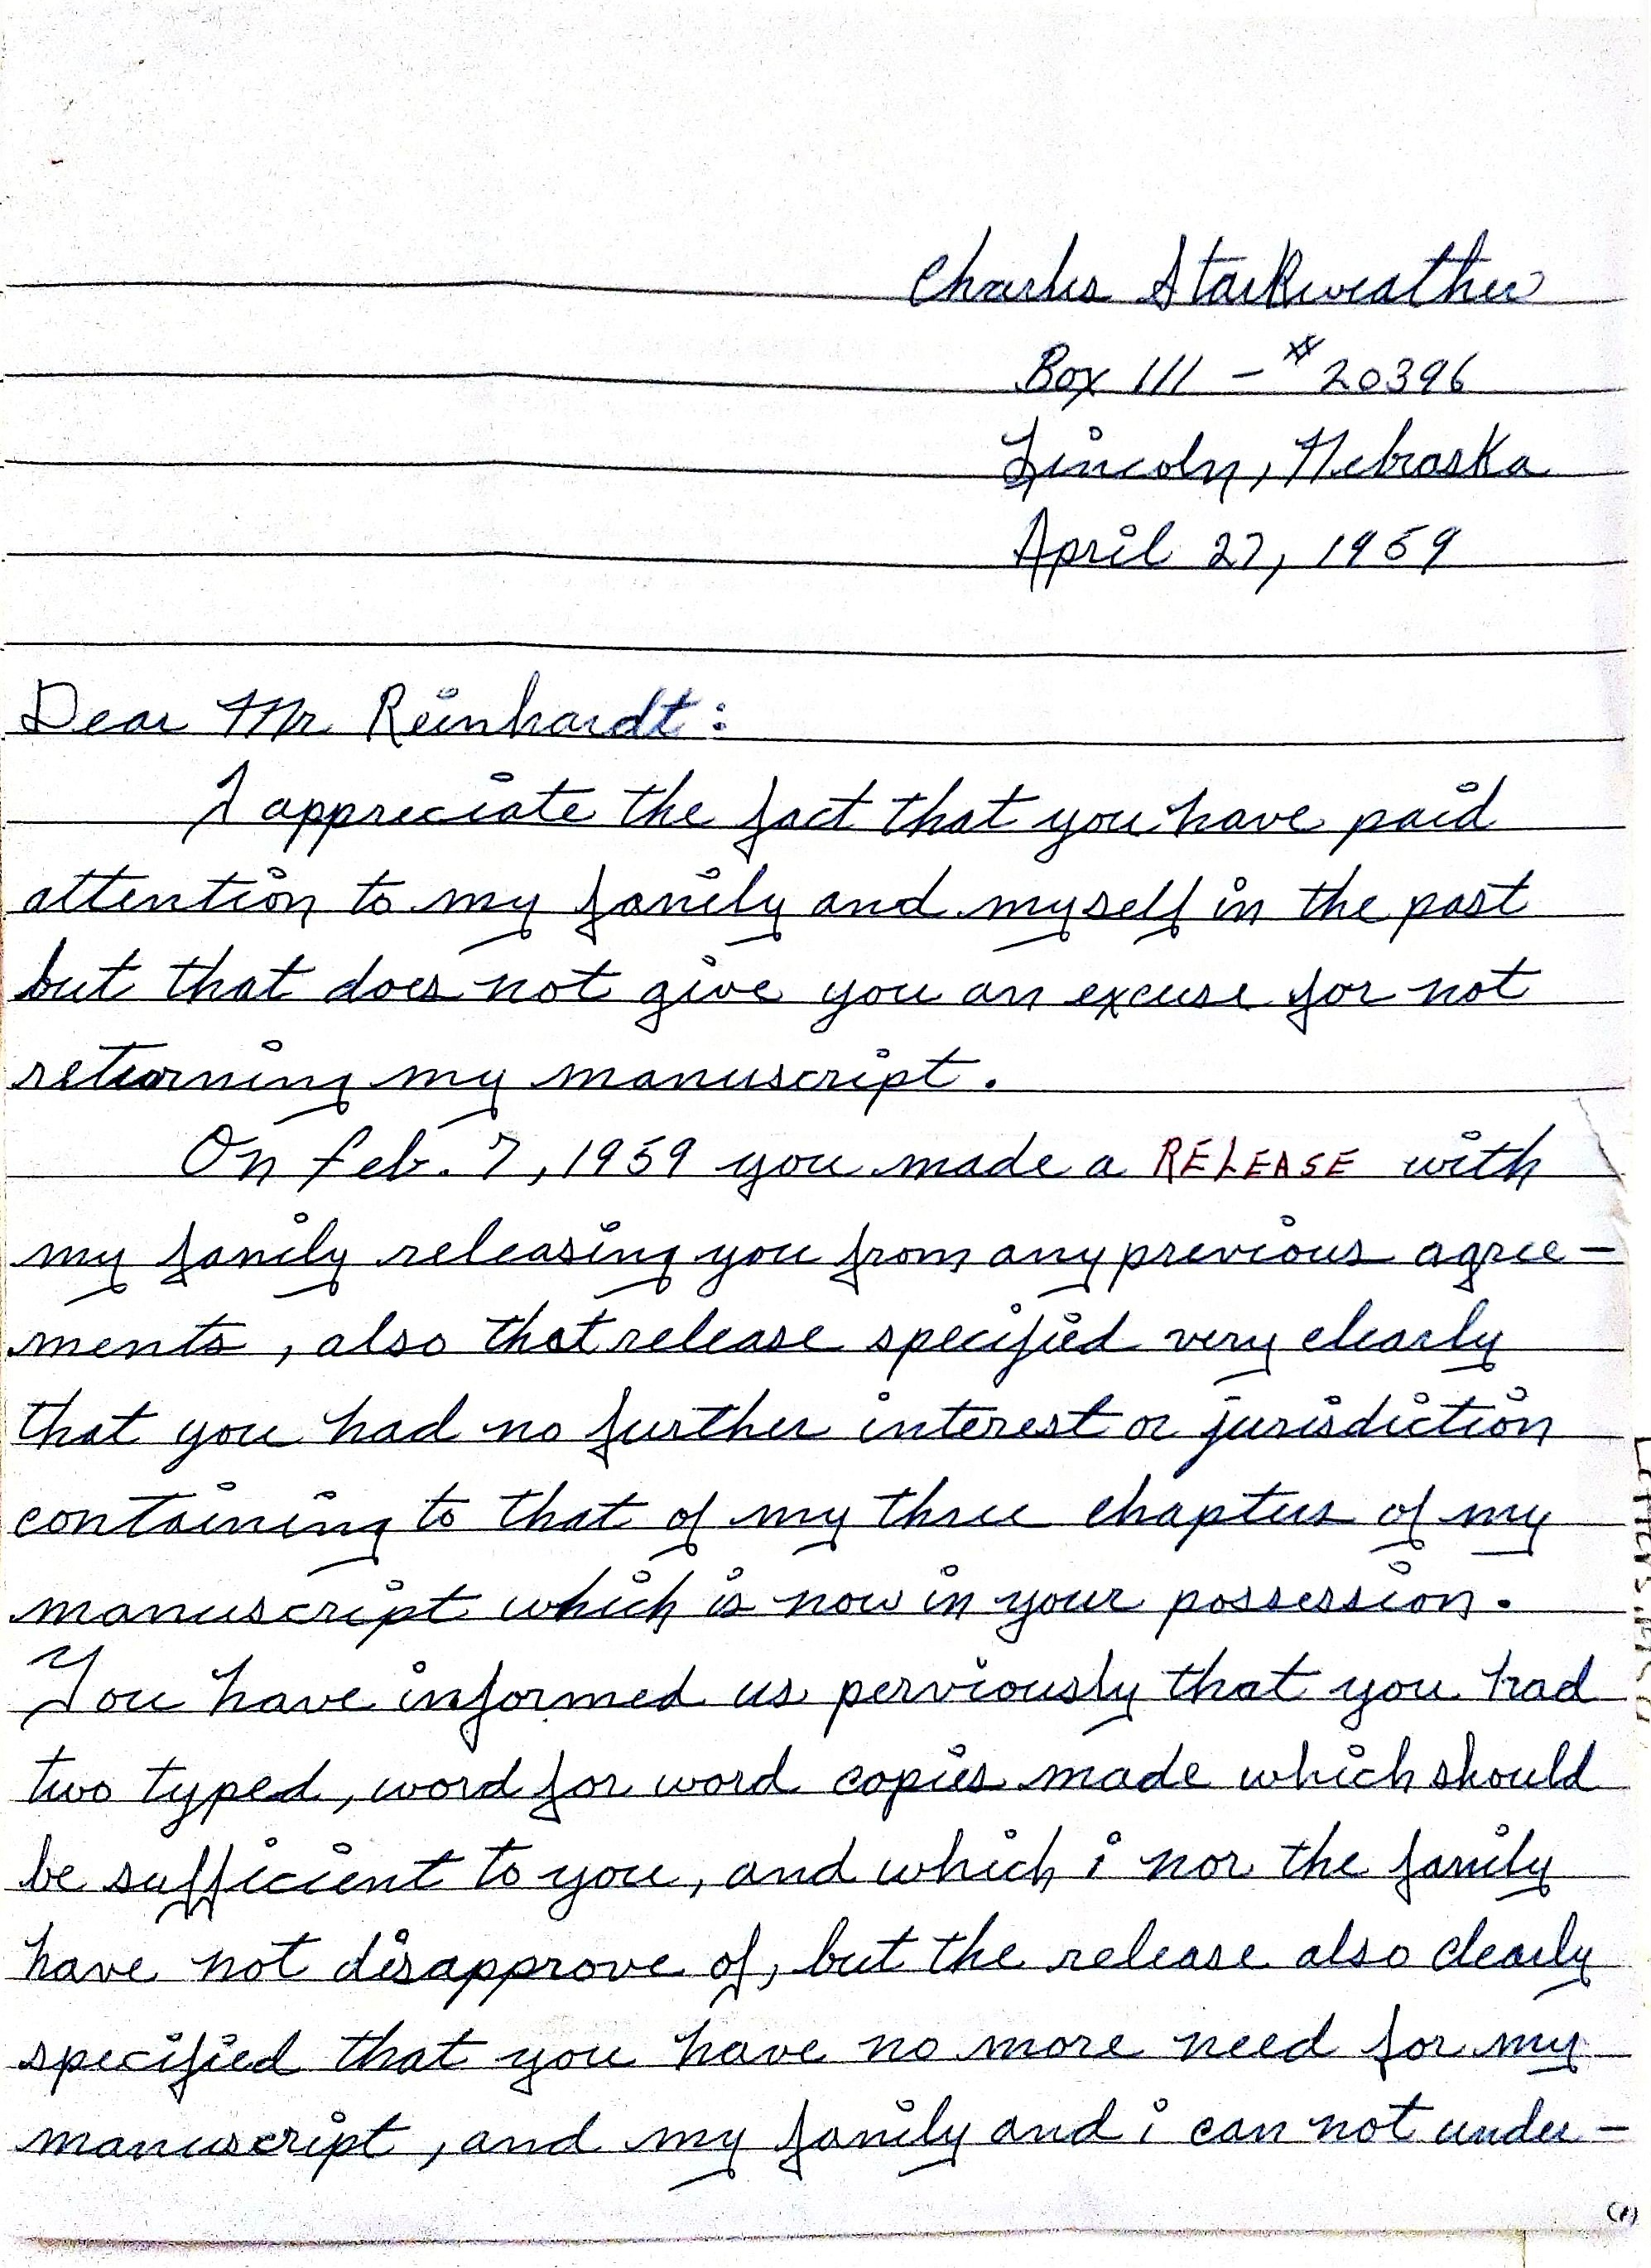 Charles Starkweather
Box 111 - #20396
Lincoln, Nebraska
April 27, 1959
Dear Mr Reinhardt:
I appreciate the fact that you have paid
attention to my family and myself in the past
but that does not give you an excuse for not
returning my manuscript.
On Feb. 7, 1959 you made a RELEASE with
my family releasing you from any previous agree-
ments, also that release specified very clearly
that you had no further interest or jurisdiction
containing to that of my three chapters of my
manuscript which is now in your possession.
You have informed us perviously that you had
two typed, word for word copies made which should
be sufficient to you, and which i nor the family
have not disapprove of, but the release also clearly
specified that you have no more need for my
manuscript, and my family and i can not under-
(1)